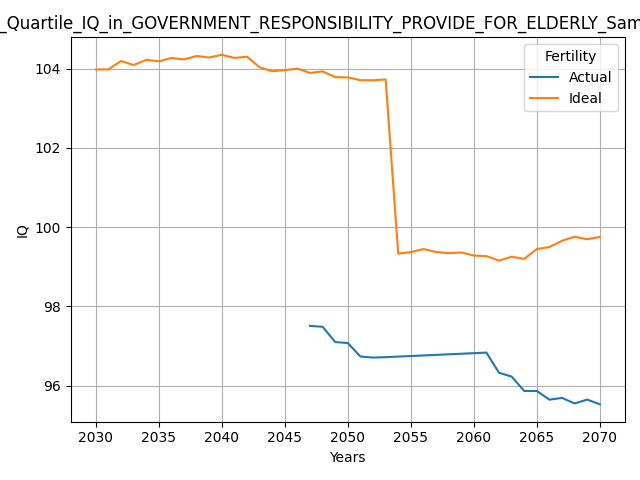 _Quartile_IQ_in_GOVERNMENT_RESPONSIBILITY_PROVIDE_FOR_ELDERLY_Sam
Fertility
Actual
Ideal
104
102
100
98
96
IQ
2030 2035 2040 2045 2050 2055 2060 2065 2070
Years